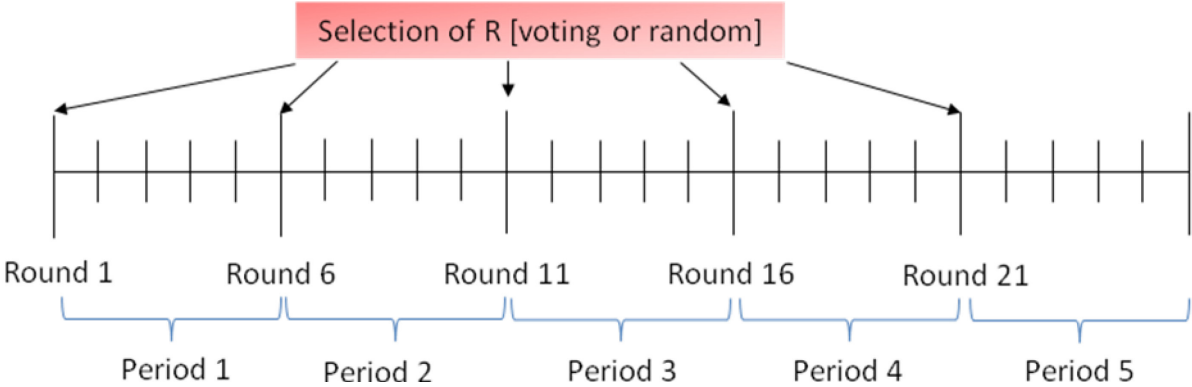 Selection of R [voting or random]
Round 1 Round 6 Round 11 Round 16 Round 21
Period 1 Period 2 Period 3 Period 4 Period 5